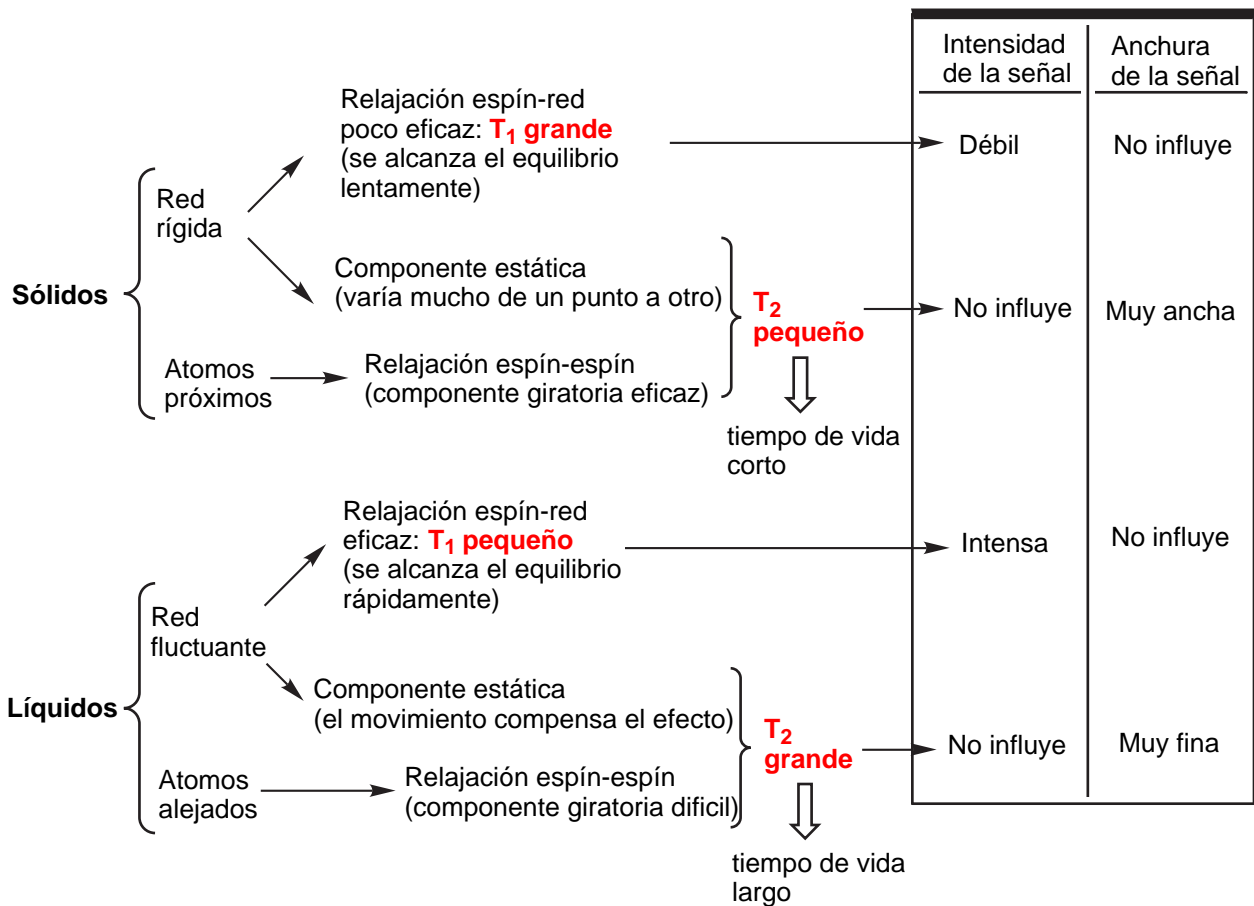 Intensidad
de la señal
Anchura
de la señal
Relajación espín-red
poco eficaz: T1 grande
(se alcanza el equilibrio
lentamente)
Débil
No influye
Red
rígida
Sólidos
Componente estática
(varía mucho de un punto a otro)
T2
pequeño
No influye
Muy ancha
Atomos
próximos
Relajación espín-espín
(componente giratoria eficaz)
tiempo de vida
corto
Relajación espín-red
eficaz: T1 pequeño
(se alcanza el equilibrio
rápidamente)
Intensa
No influye
Red
fluctuante
Líquidos
Componente estática
(el movimiento compensa el efecto)
T2
grande
No influye
Muy fina
Atomos
alejados
Relajación espín-espín
(componente giratoria dificil)
tiempo de vida
largo